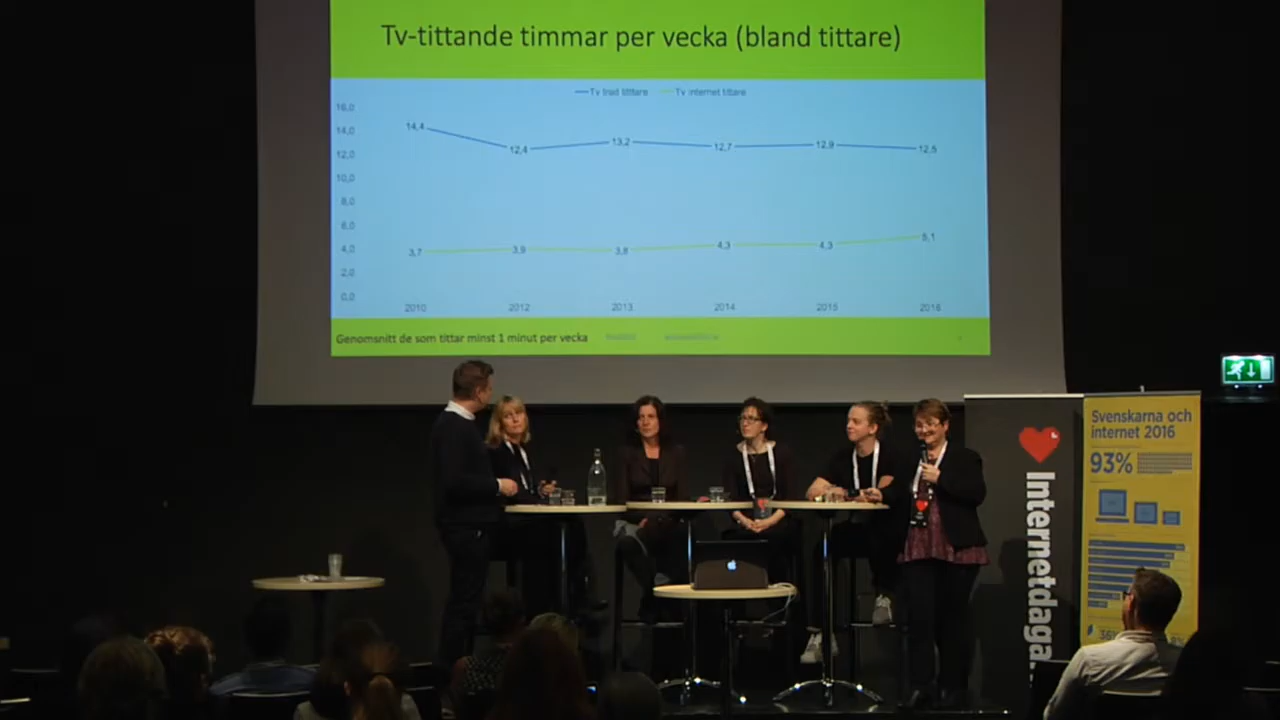 Tv-tittande timmar per vecka (bland tittare)
Tv trad tittare Tv internet tittare
16,0
14,0
12,0
10,0
8,0
6,0
4,0
2,0
0,0
14,4 12,4 13,2 12,7 12,9 12,5
3,7 3,9 3,8 4,3 4,3 5,1
2010 2012 2013 2014 2015 2016
Genomsnitt de som tittar minst 1 minut per vecka
Internetdaga
Svenskarna och
internet 2016
93%